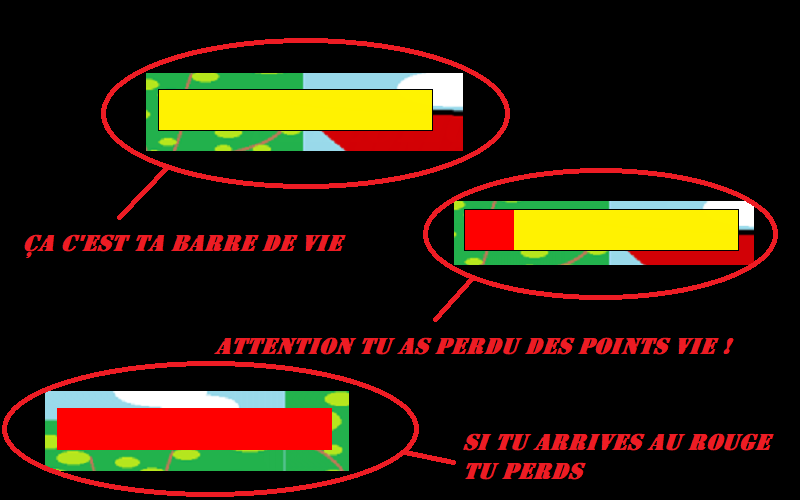 ÇA C'EST TA BARRE DE VIE
ATTENTION TU AS PERDU DES POINTS VIE !
SI TU ARRIVES AU ROUGE
TU PERDS